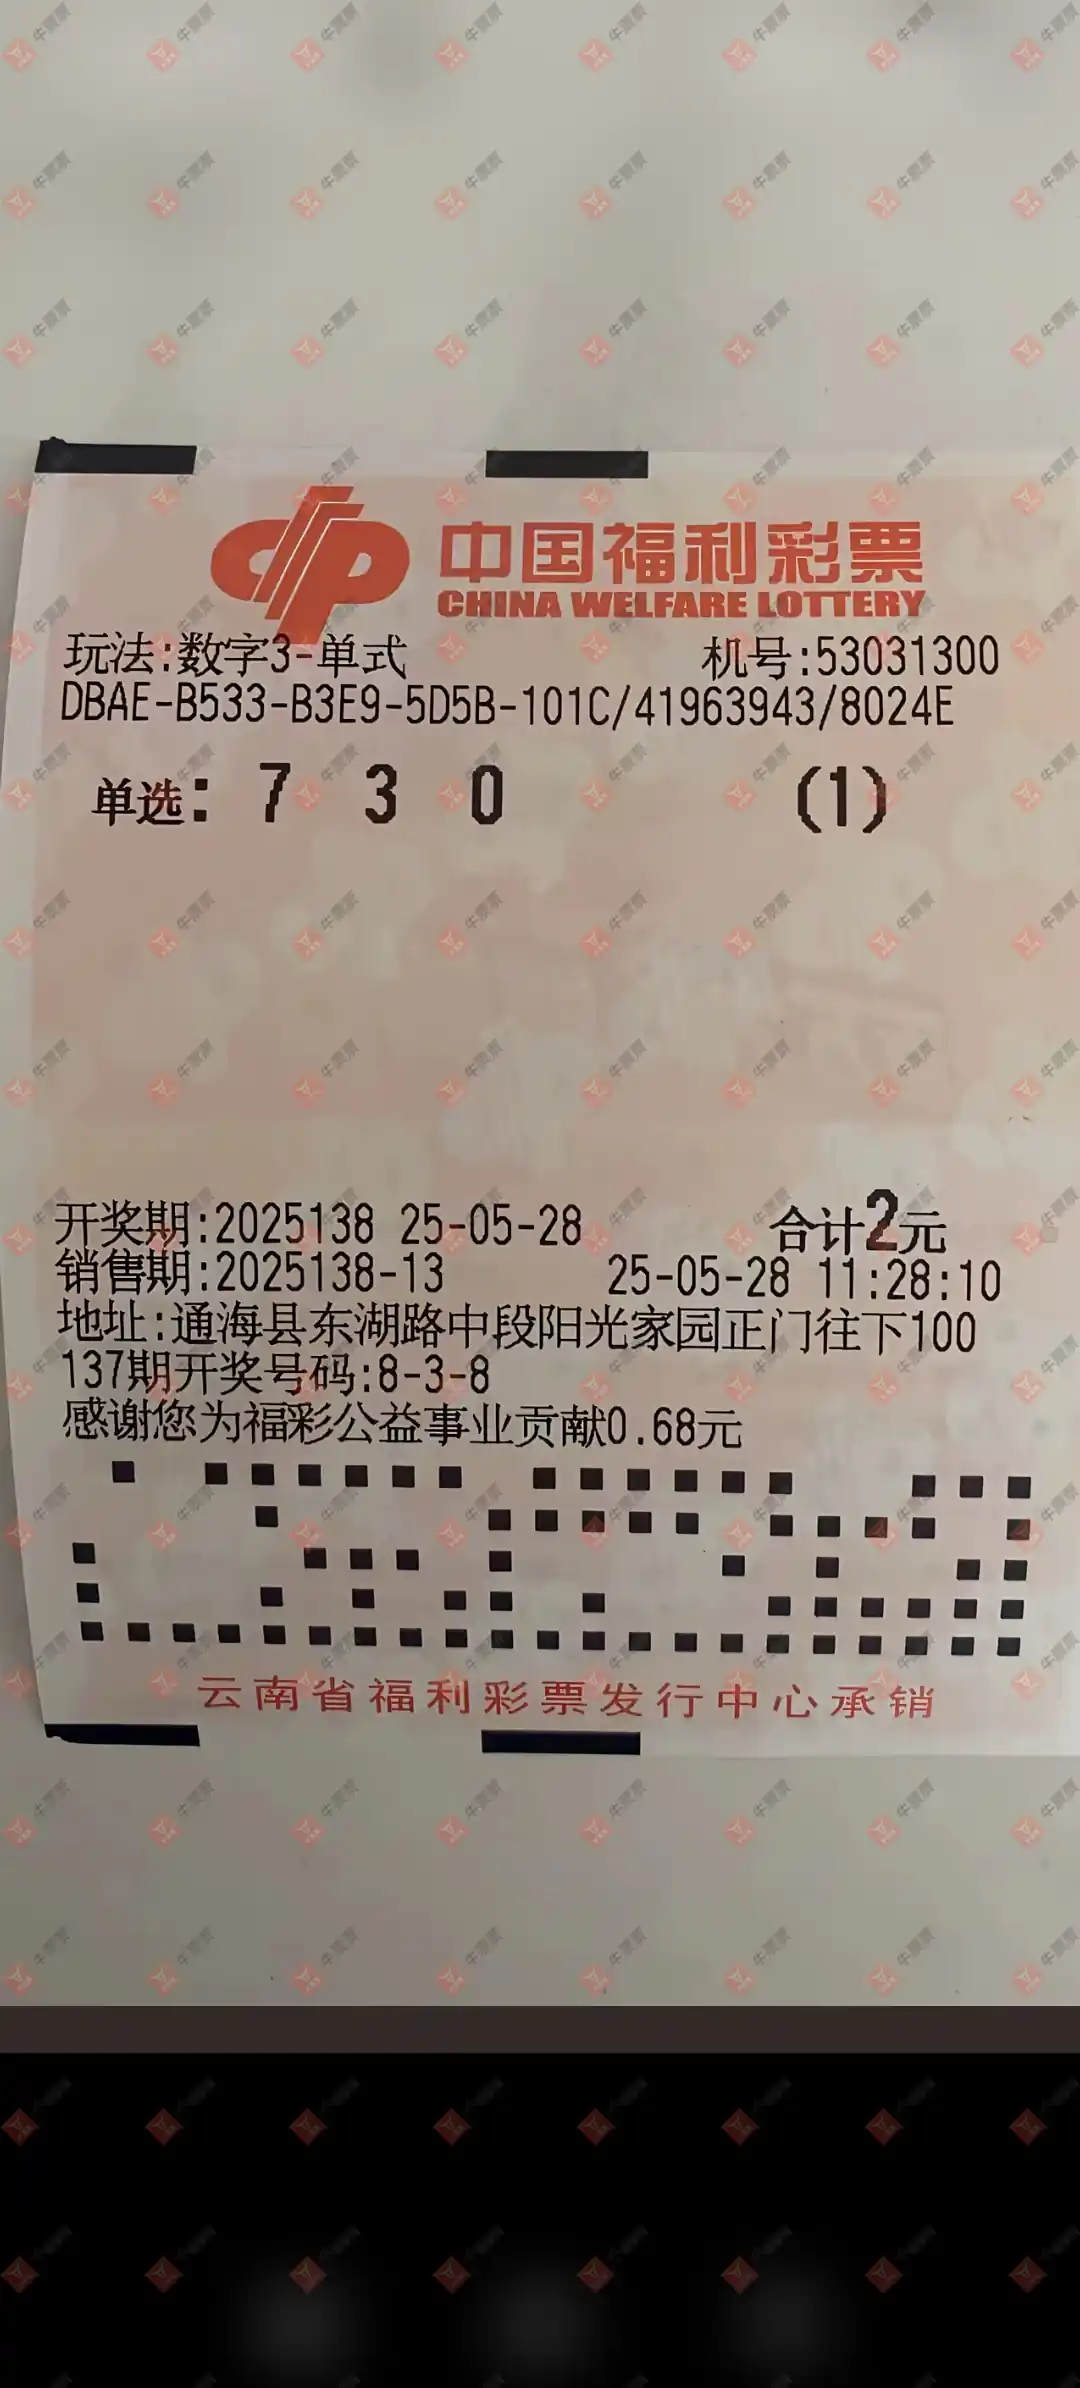 中国福利彩票
CHINA WELFARE LOTTERY
玩法:数字3-单式 机号:53031300
DBAE-B533-B3E9-5D5B-101C/41963943/8024E
单选: 7 3 0 (1)
开奖期:2025138 25-05-28 合计2元
销售期:2025138-13 25-05-28 11:28:10
地址:通海县东湖路中段阳光家园正门往下100
137期开奖号码:8-3-8
感谢您为福彩公益事业贡献0.68元
云南省福利彩票发行中心承销
牛票票